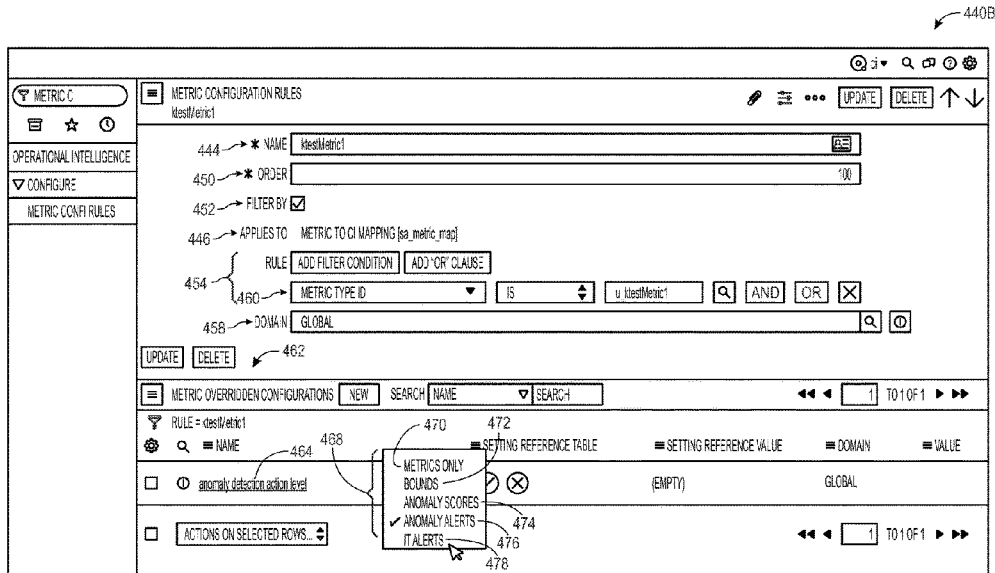 440B
ci
METRIC C
METRIC CONFIGURATION RULES
ktestMetric1
UPDATE DELETE
OPERATIONAL INTELLIGENCE
CONFIGURE
METRIC CONFI RULES
444 * NAME ktestMetric1
450 * ORDER 100
452 FILTER BY
446 APPLIES TO METRIC TO CI MAPPING [sa_metric_map]
454 RULE ADD FILTER CONDITION ADD "OR" CLAUSE
460 METRIC TYPE ID IS u_ktestMetric1 AND OR
458 DOMAIN GLOBAL
UPDATE DELETE 462
METRIC OVERRIDDEN CONFIGURATIONS NEW SEARCH NAME SEARCH 1 TO 1 OF 1
RULE = ktestMetric1
NAME SETTING REFERENCE TABLE SETTING REFERENCE VALUE DOMAIN VALUE
464 468 470 472
anomaly detection action level (EMPTY) GLOBAL
METRICS ONLY
BOUNDS
ANOMALY SCORES 474
ANOMALY ALERTS 476
IT ALERTS 478
ACTIONS ON SELECTED ROWS... 1 TO 1 OF 1